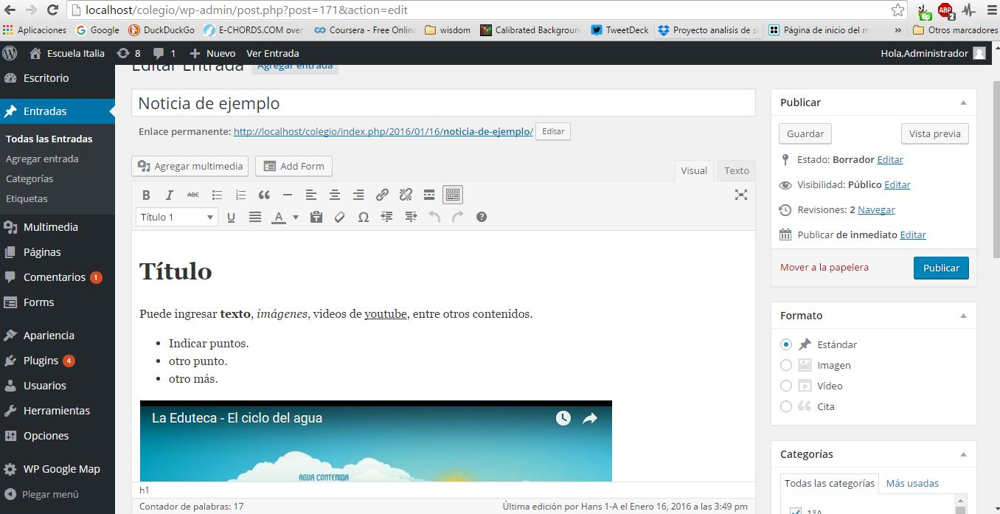 localhost/colegio/wp-admin/post.php?post=171&action=edit
ABP
2
Aplicaciones Google DuckDuckGo E-CHORDS.COM over Coursera - Free Onlin wisdom Calibrated Backgroun TweetDeck Proyecto analisis de s Página de inicio del m » Otros marcadores
Escuela Italia 8 1 Nuevo Ver Entrada Hola,Administrador
Escritorio
Entradas
Todas las Entradas
Agregar entrada
Categorías
Etiquetas
Multimedia
Páginas
Comentarios 1
Forms
Apariencia
Plugins 4
Usuarios
Herramientas
Opciones
WP Google Map
Plegar menú
Editar Entrada Agregar entrada
Noticia de ejemplo
Enlace permanente: http://localhost/colegio/index.php/2016/01/16/noticia-de-ejemplo/ Editar
Agregar multimedia Add Form
Visual Texto
B I ABC
Título 1 U A Ω
Título
Puede ingresar texto, imágenes, videos de youtube, entre otros contenidos.
• Indicar puntos.
• otro punto.
• otro más.
La Eduteca - El ciclo del agua
AGUA CONTENIDA
h1
Contador de palabras: 17 Última edición por Hans 1-A el Enero 16, 2016 a las 3:49 pm
Publicar
Guardar Vista previa
Estado: Borrador Editar
Visibilidad: Público Editar
Revisiones: 2 Navegar
Publicar de inmediato Editar
Mover a la papelera Publicar
Formato
Estándar
Imagen
Vídeo
Cita
Categorías
Todas las categorías Más usadas
1°A